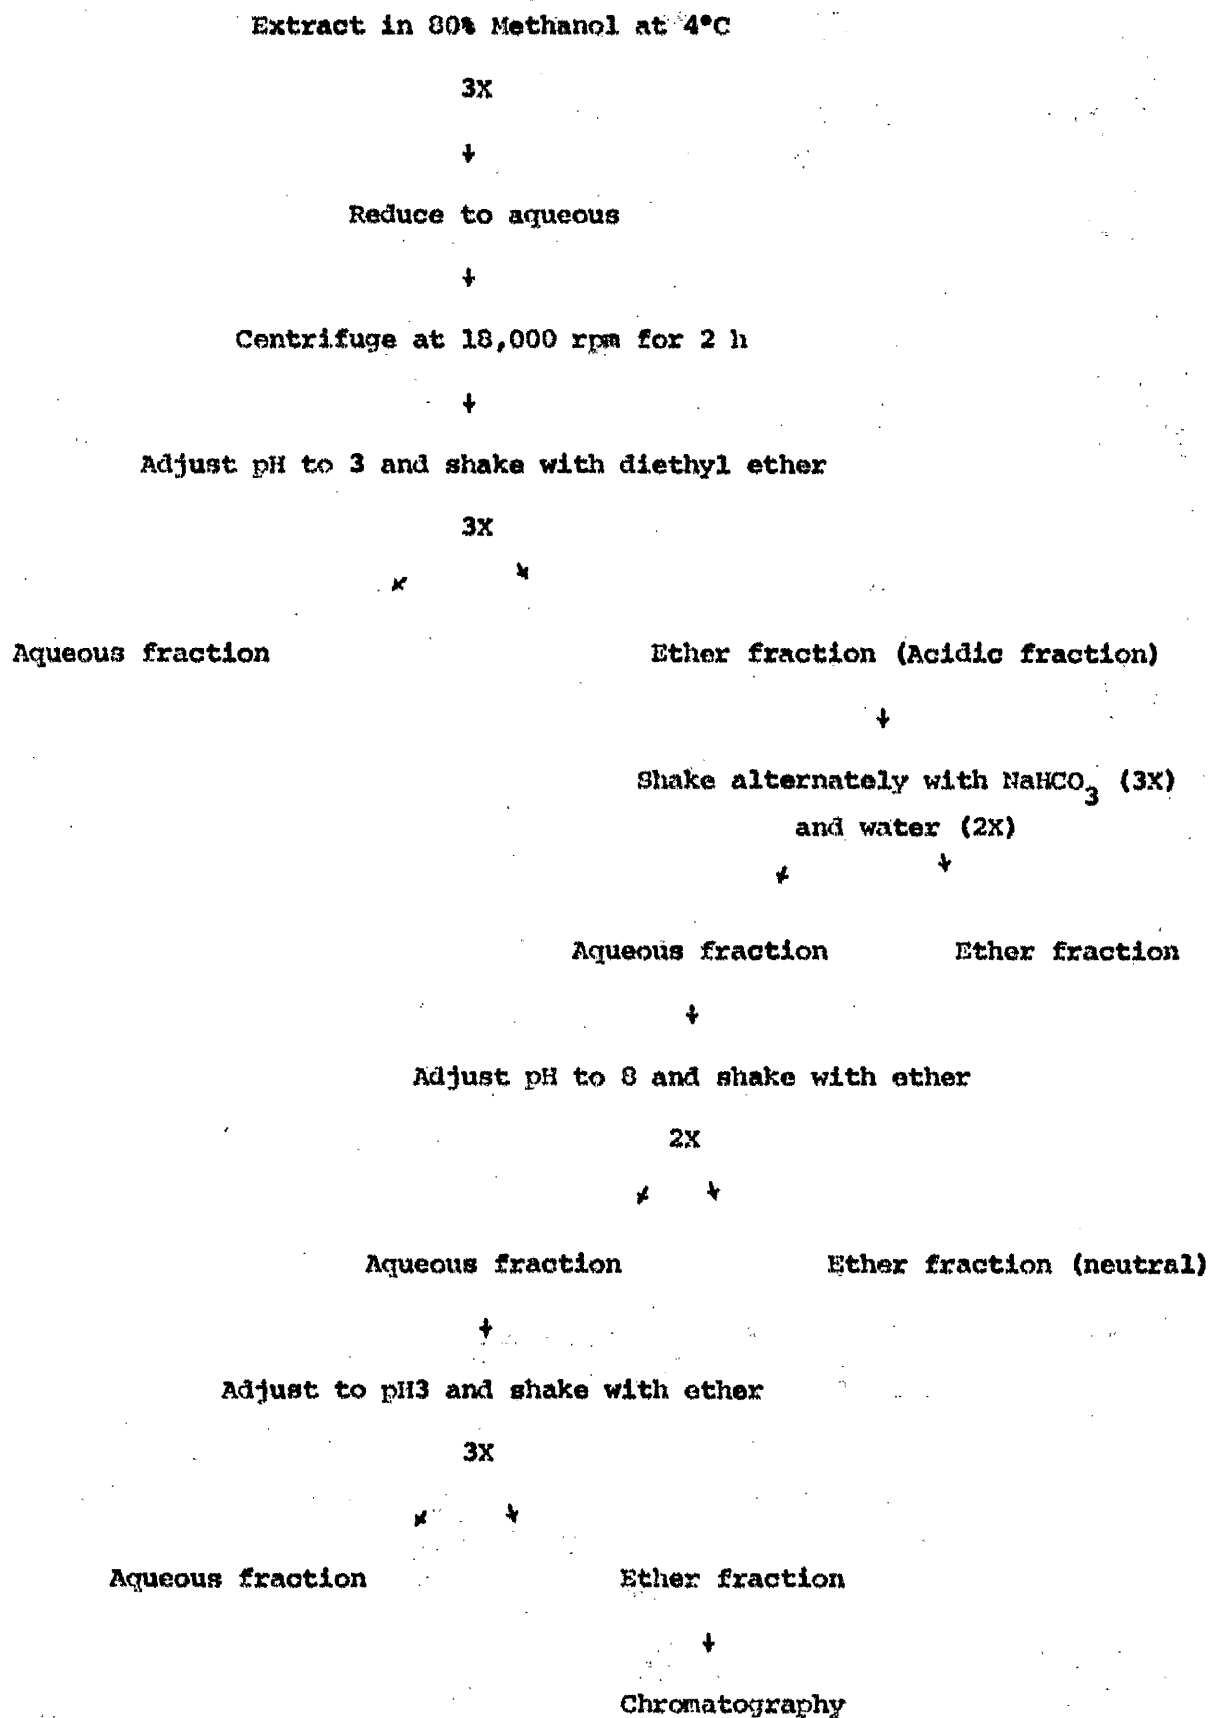 Extract in 80% Methanol at 4°C
3X
↓
Reduce to aqueous
↓
Centrifuge at 18,000 rpm for 2 h
↓
Adjust pH to 3 and shake with diethyl ether
3X
↙ ↘
Aqueous fraction Ether fraction (Acidic fraction)
↓
Shake alternately with NaHCO₃ (3X)
and water (2X)
↙ ↘
Aqueous fraction Ether fraction
↓
Adjust pH to 8 and shake with ether
2X
↙ ↘
Aqueous fraction Ether fraction (neutral)
↓
Adjust to pH3 and shake with ether
3X
↙ ↘
Aqueous fraction Ether fraction
↓
Chromatography